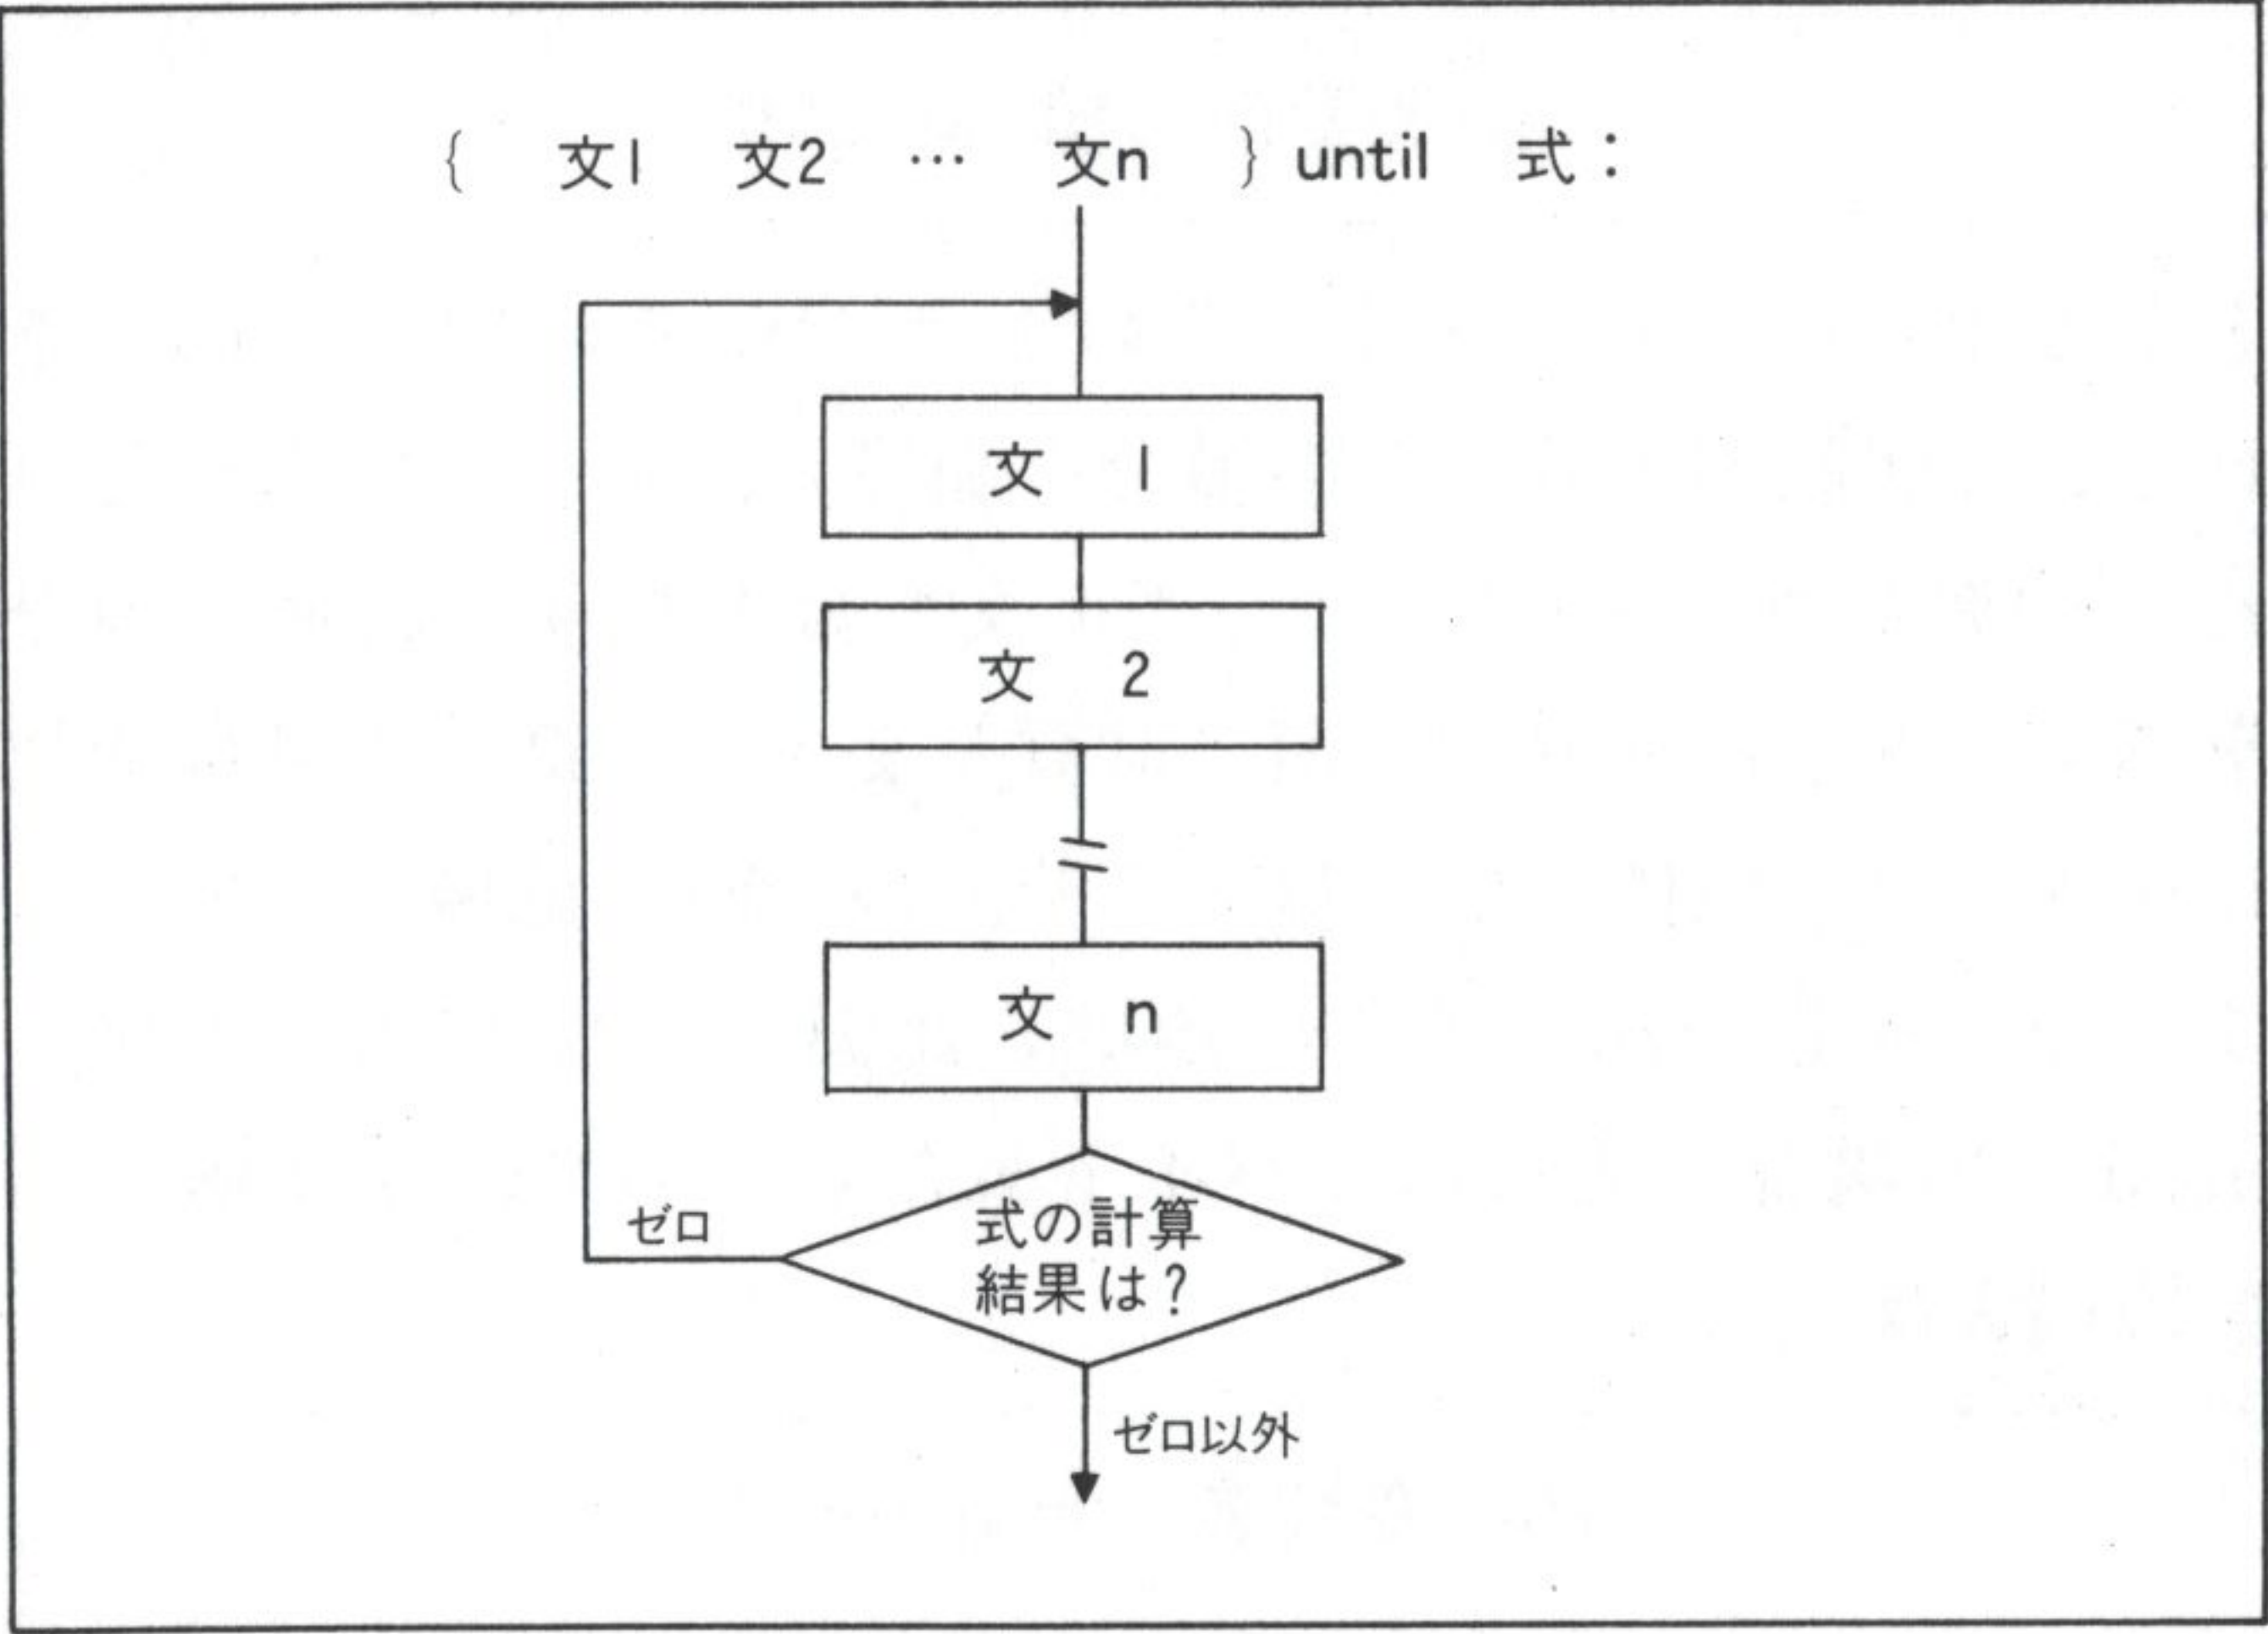 { 文1 文2 … 文n } until 式：
文 1
文 2
文 n
式の計算
結果は？
ゼロ
ゼロ以外